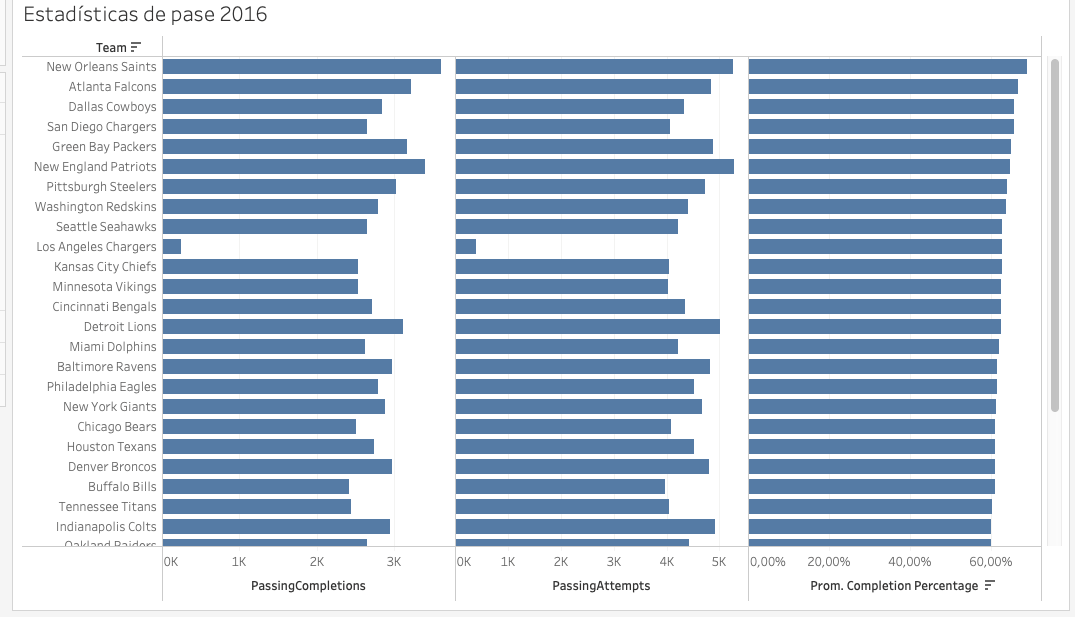 Estadísticas de pase 2016
Team
New Orleans Saints
Atlanta Falcons
Dallas Cowboys
San Diego Chargers
Green Bay Packers
New England Patriots
Pittsburgh Steelers
Washington Redskins
Seattle Seahawks
Los Angeles Chargers
Kansas City Chiefs
Minnesota Vikings
Cincinnati Bengals
Detroit Lions
Miami Dolphins
Baltimore Ravens
Philadelphia Eagles
New York Giants
Chicago Bears
Houston Texans
Denver Broncos
Buffalo Bills
Tennessee Titans
Indianapolis Colts
Oakland Raiders
0K 1K 2K 3K 0K 1K 2K 3K 4K 5K 0,00% 20,00% 40,00% 60,00%
PassingCompletions PassingAttempts Prom. Completion Percentage